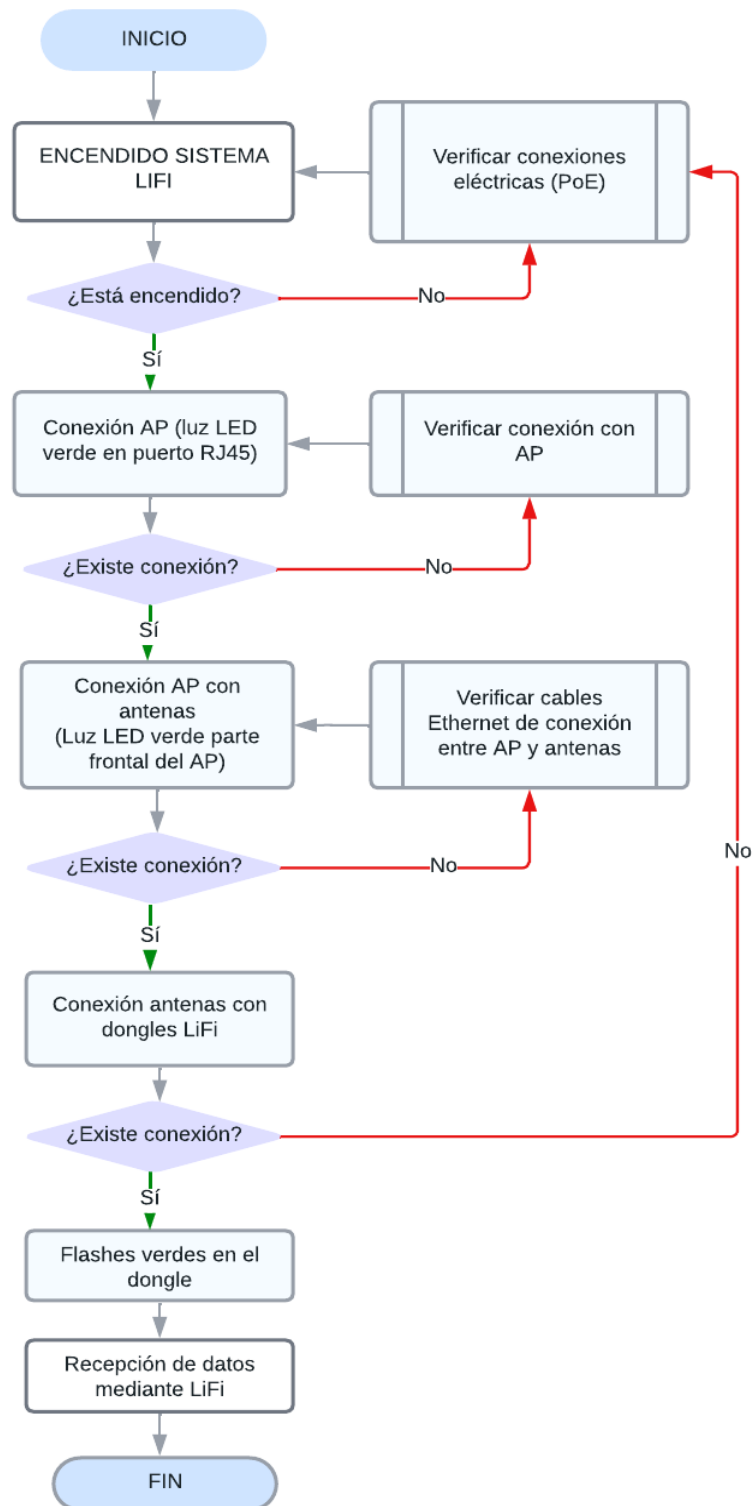 INICIO
ENCENDIDO SISTEMA
LIFI
Verificar conexiones
eléctricas (PoE)
¿Está encendido?
No
Sí
Conexión AP (luz LED
verde en puerto RJ45)
Verificar conexión con
AP
¿Existe conexión?
No
Sí
Conexión AP con
antenas
(Luz LED verde parte
frontal del AP)
Verificar cables
Ethernet de conexión
entre AP y antenas
¿Existe conexión?
No
No
Sí
Conexión antenas con
dongles LiFi
¿Existe conexión?
Sí
Flashes verdes en el
dongle
Recepción de datos
mediante LiFi
FIN